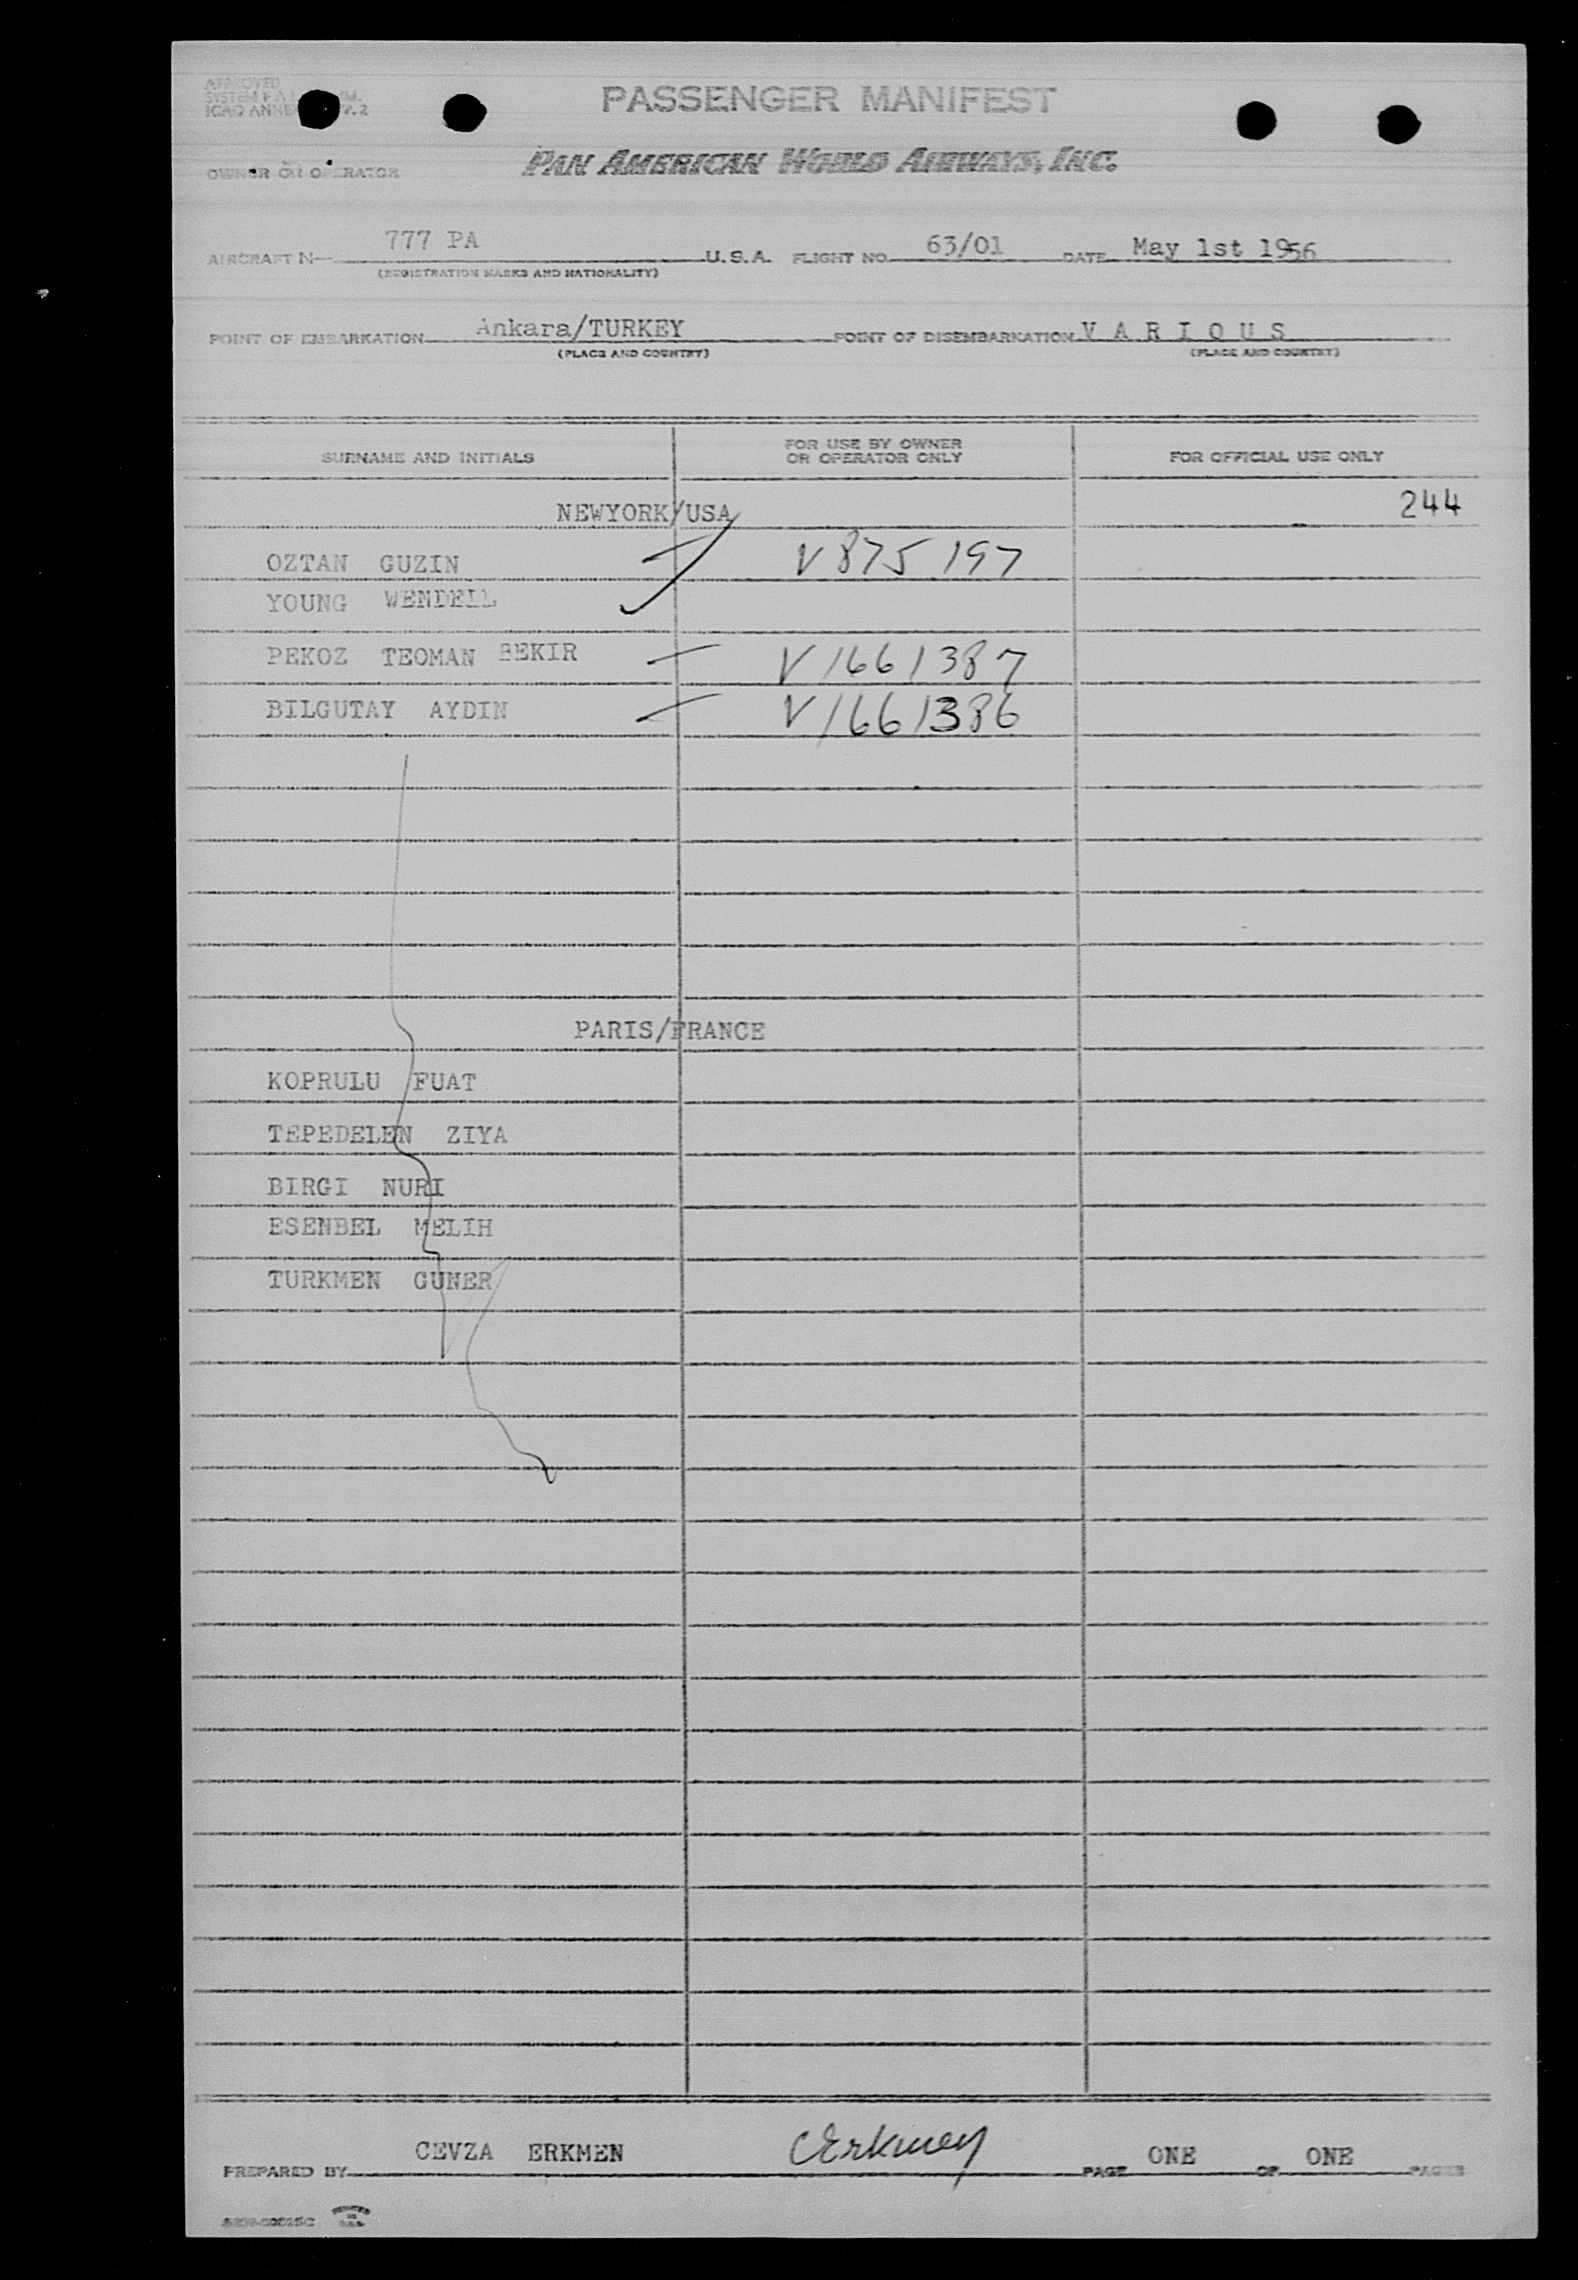 APPROVED
PASSENGER MANIFEST
ICAO ANNE
OWNER OR OPERATOR
PAN AMERICAN WORLD AIRWAYS, INC.
AIRCRAFT N— 777 PA U.S.A. FLIGHT NO. 63/01 DATE May 1st 1956
(REGISTRATION MARKS AND NATIONALITY)
POINT OF EMBARKATION Ankara/TURKEY POINT OF DISEMBARKATION V A R I O U S
(PLACE AND COUNTRY) (PLACE AND COUNTRY)
SURNAME AND INITIALS
FOR USE BY OWNER
OR OPERATOR ONLY
FOR OFFICIAL USE ONLY
NEWYORK/USA 244
OZTAN GUZIN V875197
YOUNG WENDELL
PEKOZ TEOMAN BEKIR V1661387
BILGUTAY AYDIN V1661386
PARIS/FRANCE
KOPRULU FUAT
TEPEDELEN ZIYA
BIRGI NURI
ESENBEL MELIH
TURKMEN GUNER
PREPARED BY CEVZA ERKMEN CErkmen PAGE ONE OF ONE PAGES